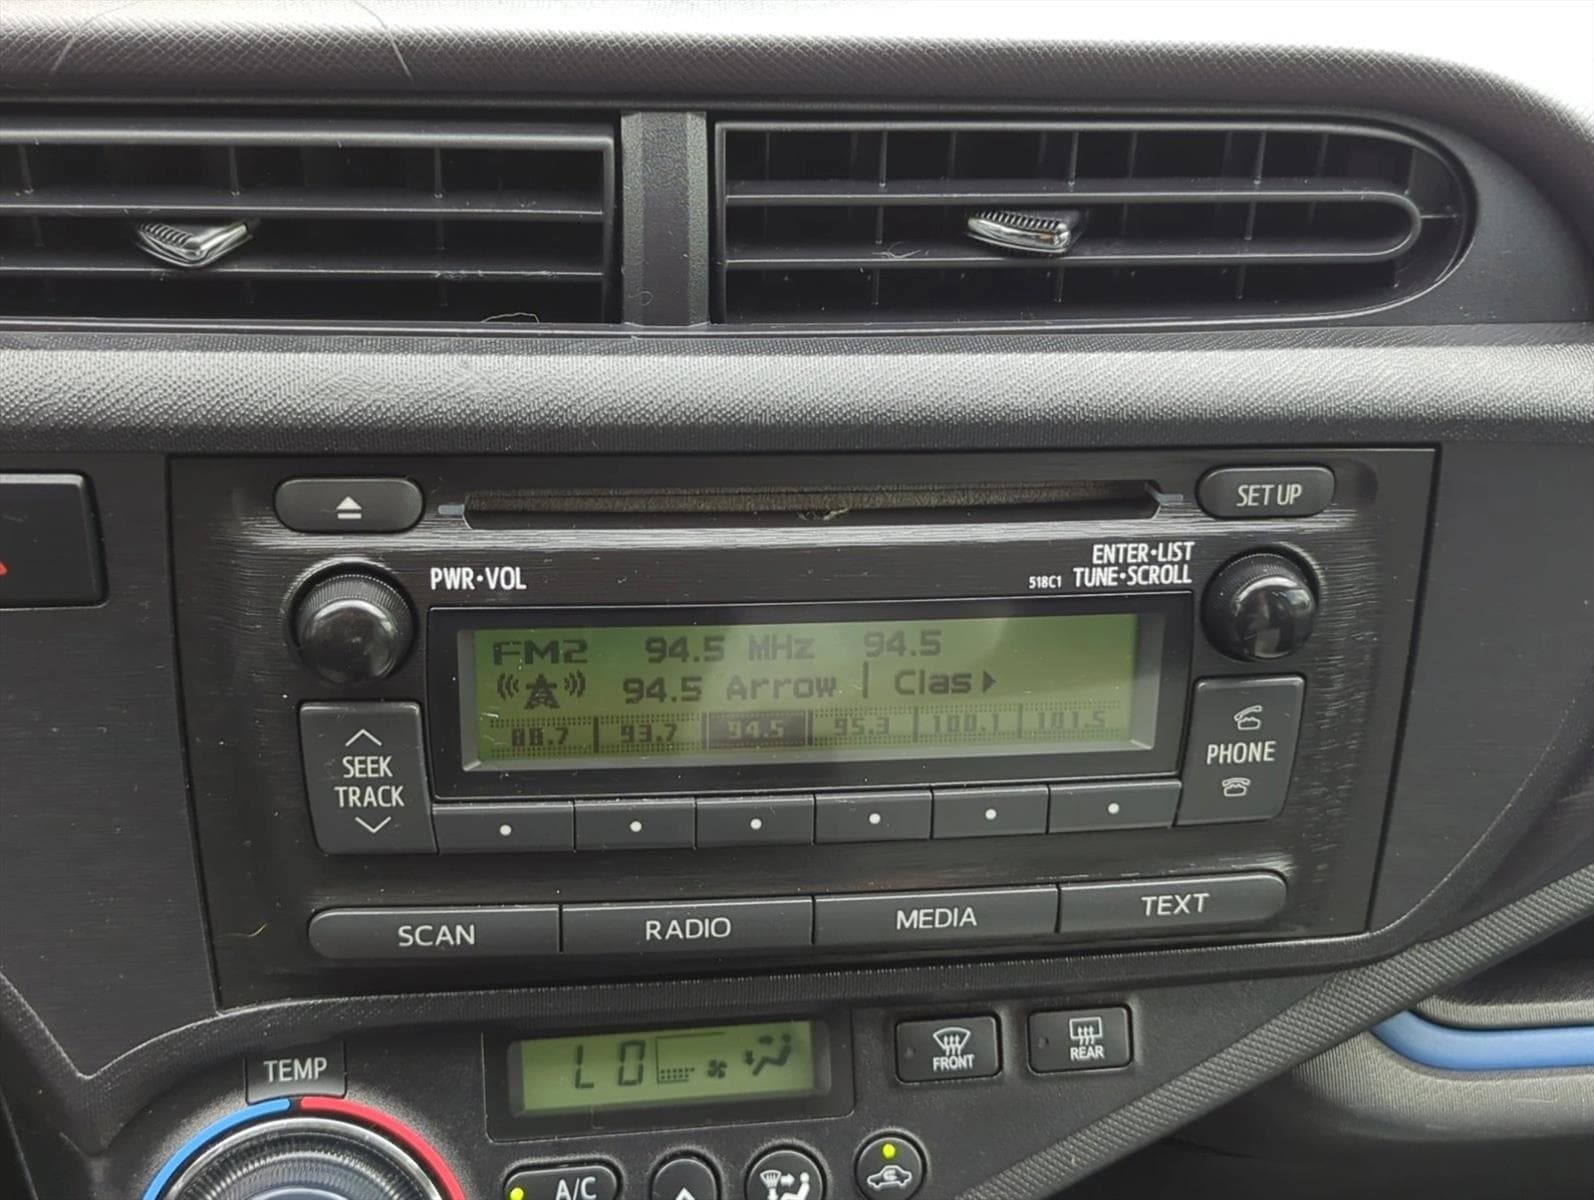 SETUP
PWR•VOL
ENTER•LIST
518C1 TUNE•SCROLL
FM2 94.5 MHz 94.5
94.5 Arrow | Clas
88.7 93.7 94.5 95.3 100.1 101.5
SEEK
TRACK
PHONE
SCAN RADIO MEDIA TEXT
TEMP
LO
FRONT
REAR
A/C